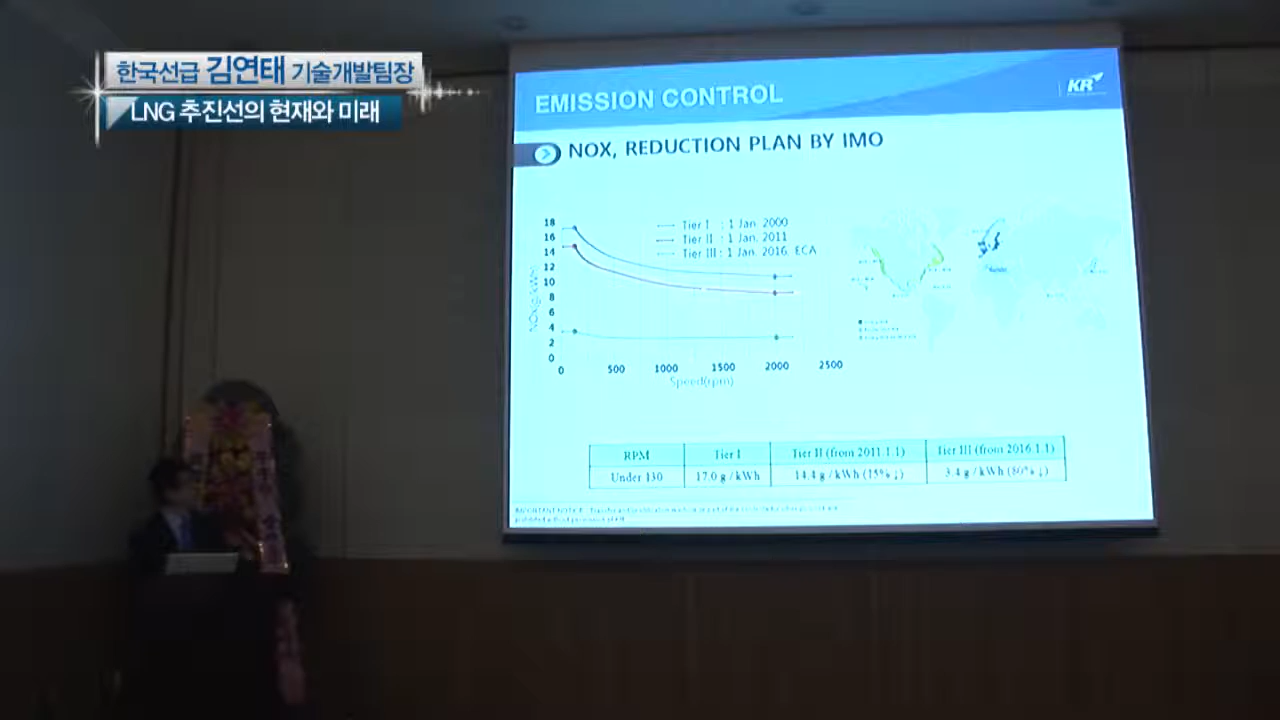 한국선급 김연태 기술개발팀장
LNG 추진선의 현재와 미래
EMISSION CONTROL
KR
NOX, REDUCTION PLAN BY IMO
18
16
14
12
10
8
6
4
2
0
Tier I : 1 Jan. 2000
Tier II : 1 Jan. 2011
Tier III : 1 Jan. 2016, ECA
0 500 1000 1500 2000 2500
Speed(rpm)
RPM Tier I Tier II (from 2011.1.1) Tier III (from 2016.1.1)
Under 130 17.0 g / kWh 14.4 g / kWh (15%↓) 3.4 g / kWh (80%↓)